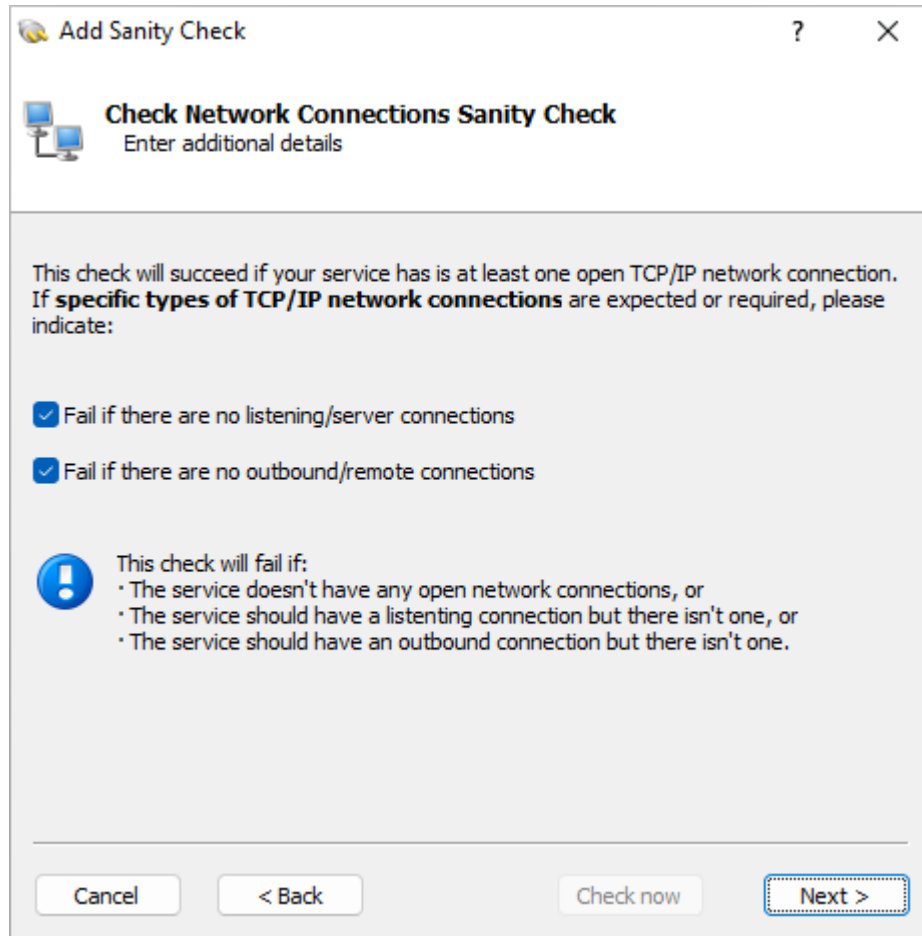 Add Sanity Check
?
Check Network Connections Sanity Check
Enter additional details
This check will succeed if your service has is at least one open TCP/IP network connection.
If specific types of TCP/IP network connections are expected or required, please
indicate:
Fail if there are no listening/server connections
Fail if there are no outbound/remote connections
This check will fail if:
· The service doesn't have any open network connections, or
· The service should have a listenting connection but there isn't one, or
· The service should have an outbound connection but there isn't one.
Cancel
< Back
Check now
Next >